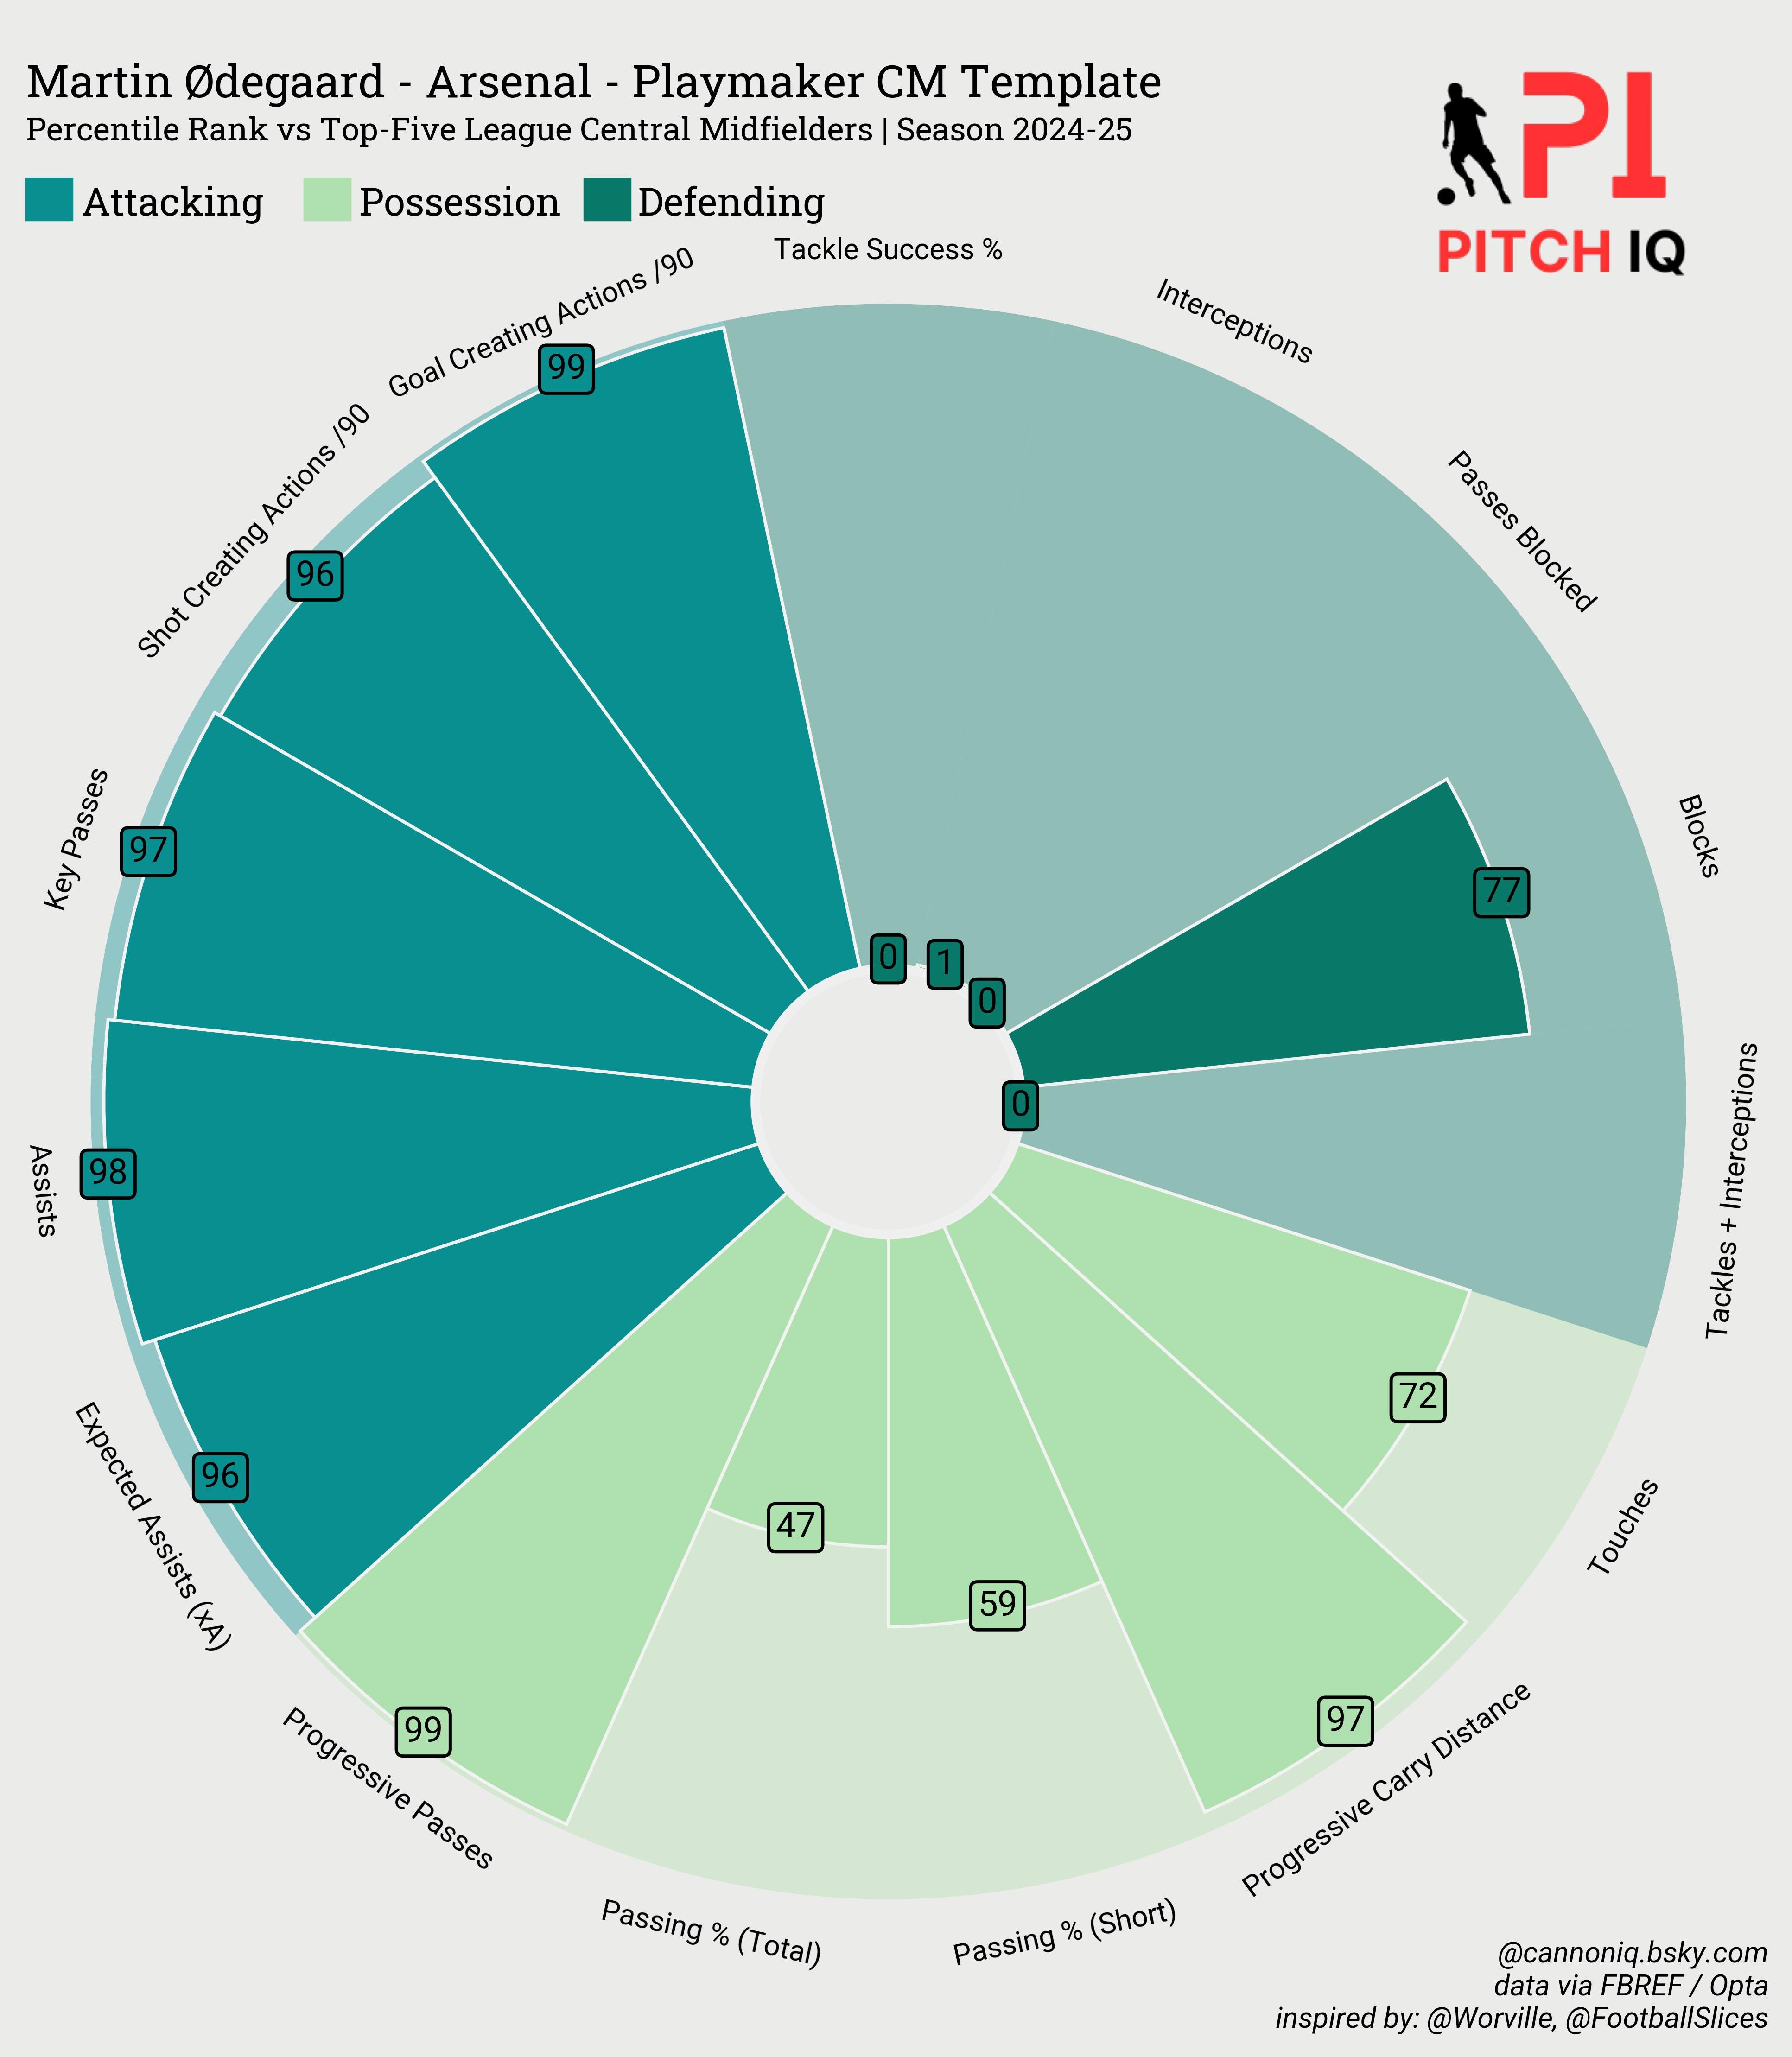 Martin Ødegaard - Arsenal - Playmaker CM Template
Percentile Rank vs Top-Five League Central Midfielders | Season 2024-25
Attacking
Possession
Defending
PI
PITCH IQ
Tackle Success %
Interceptions
Passes Blocked
Blocks
Tackles + Interceptions
Touches
Progressive Carry Distance
Passing % (Short)
Passing % (Total)
Progressive Passes
Expected Assists (xA)
Assists
Key Passes
Shot Creating Actions /90
Goal Creating Actions /90
0
1
0
77
0
72
97
59
47
99
96
98
97
96
99
@cannoniq.bsky.com
data via FBREF / Opta
inspired by: @Worville, @FootballSlices